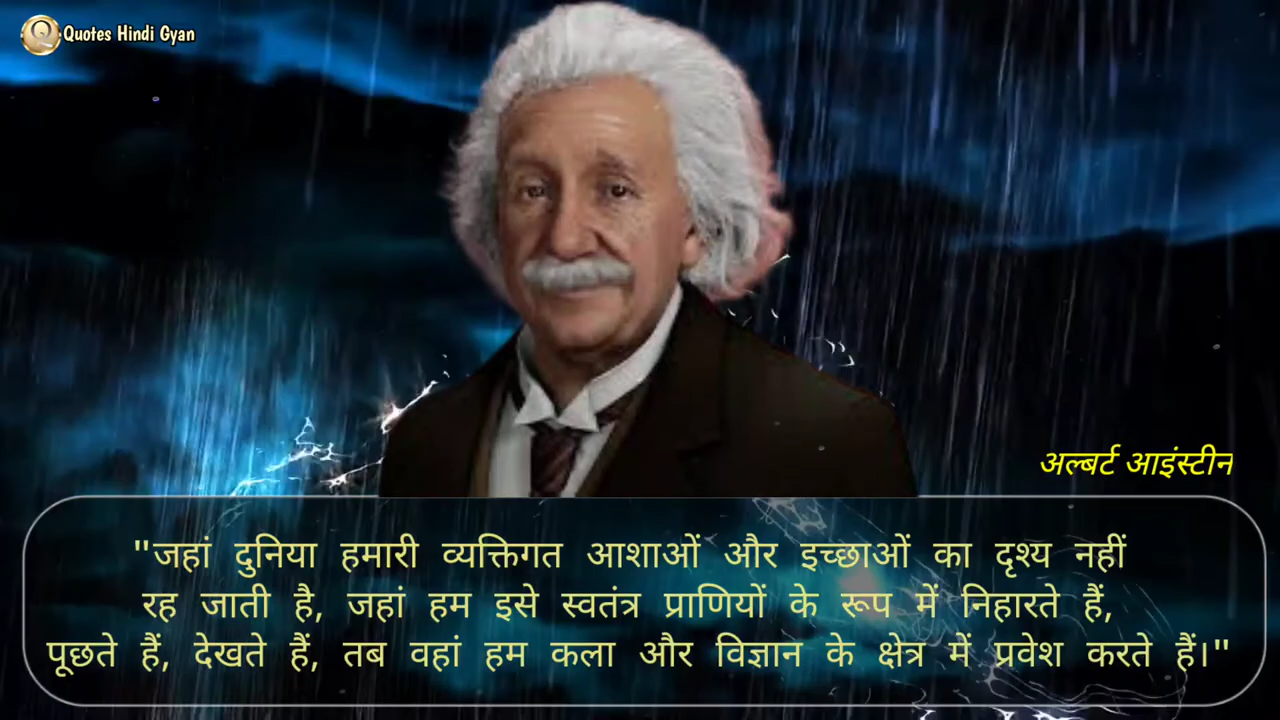 Quotes Hindi Gyan
अल्बर्ट आइंस्टीन
"जहां दुनिया हमारी व्यक्तिगत आशाओं और इच्छाओं का दृश्य नहीं
रह जाती है, जहां हम इसे स्वतंत्र प्राणियों के रूप में निहारते हैं,
पूछते हैं, देखते हैं, तब वहां हम कला और विज्ञान के क्षेत्र में प्रवेश करते हैं।"